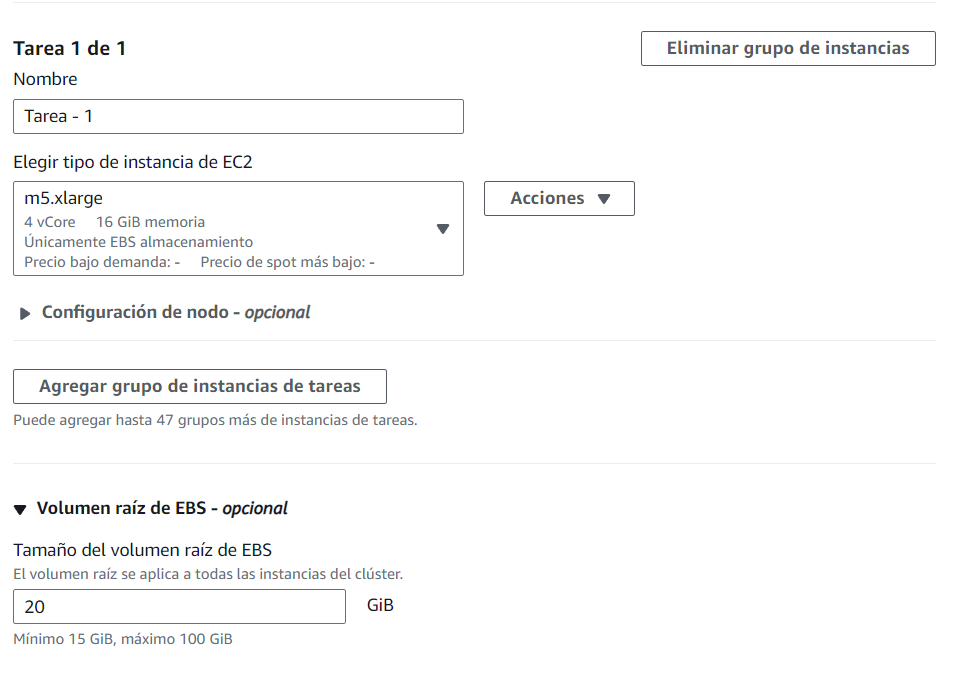 Tarea 1 de 1
Eliminar grupo de instancias
Nombre
Tarea - 1
Elegir tipo de instancia de EC2
m5.xlarge
4 vCore 16 GiB memoria
Únicamente EBS almacenamiento
Precio bajo demanda: - Precio de spot más bajo: -
Acciones
Configuración de nodo - opcional
Agregar grupo de instancias de tareas
Puede agregar hasta 47 grupos más de instancias de tareas.
Volumen raíz de EBS - opcional
Tamaño del volumen raíz de EBS
El volumen raíz se aplica a todas las instancias del clúster.
20 GiB
Mínimo 15 GiB, máximo 100 GiB